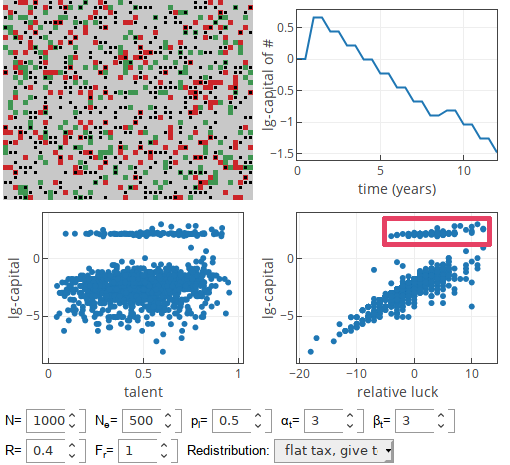 lg-capital of #
0.5
0
−0.5
−1
−1.5
0 5 10
time (years)
lg-capital
0
−5
0 0.5 1
talent
lg-capital
0
−5
−20 −10 0 10
relative luck
N= 1000 Nₑ= 500 pₗ= 0.5 αₜ= 3 βₜ= 3
R= 0.4 Fᵣ= 1 Redistribution: flat tax, give t